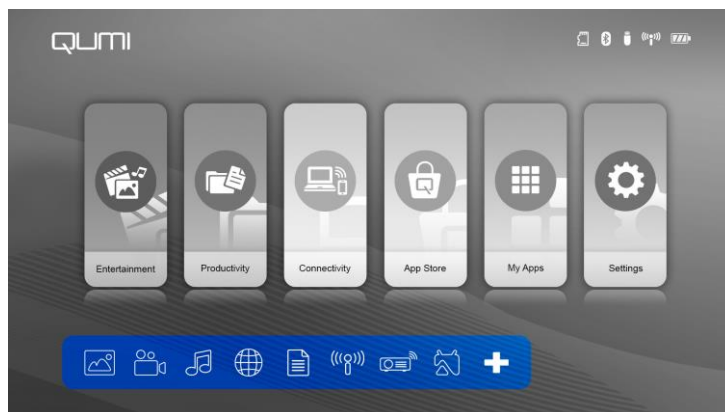 QUMI
Entertainment
Productivity
Connectivity
App Store
My Apps
Settings